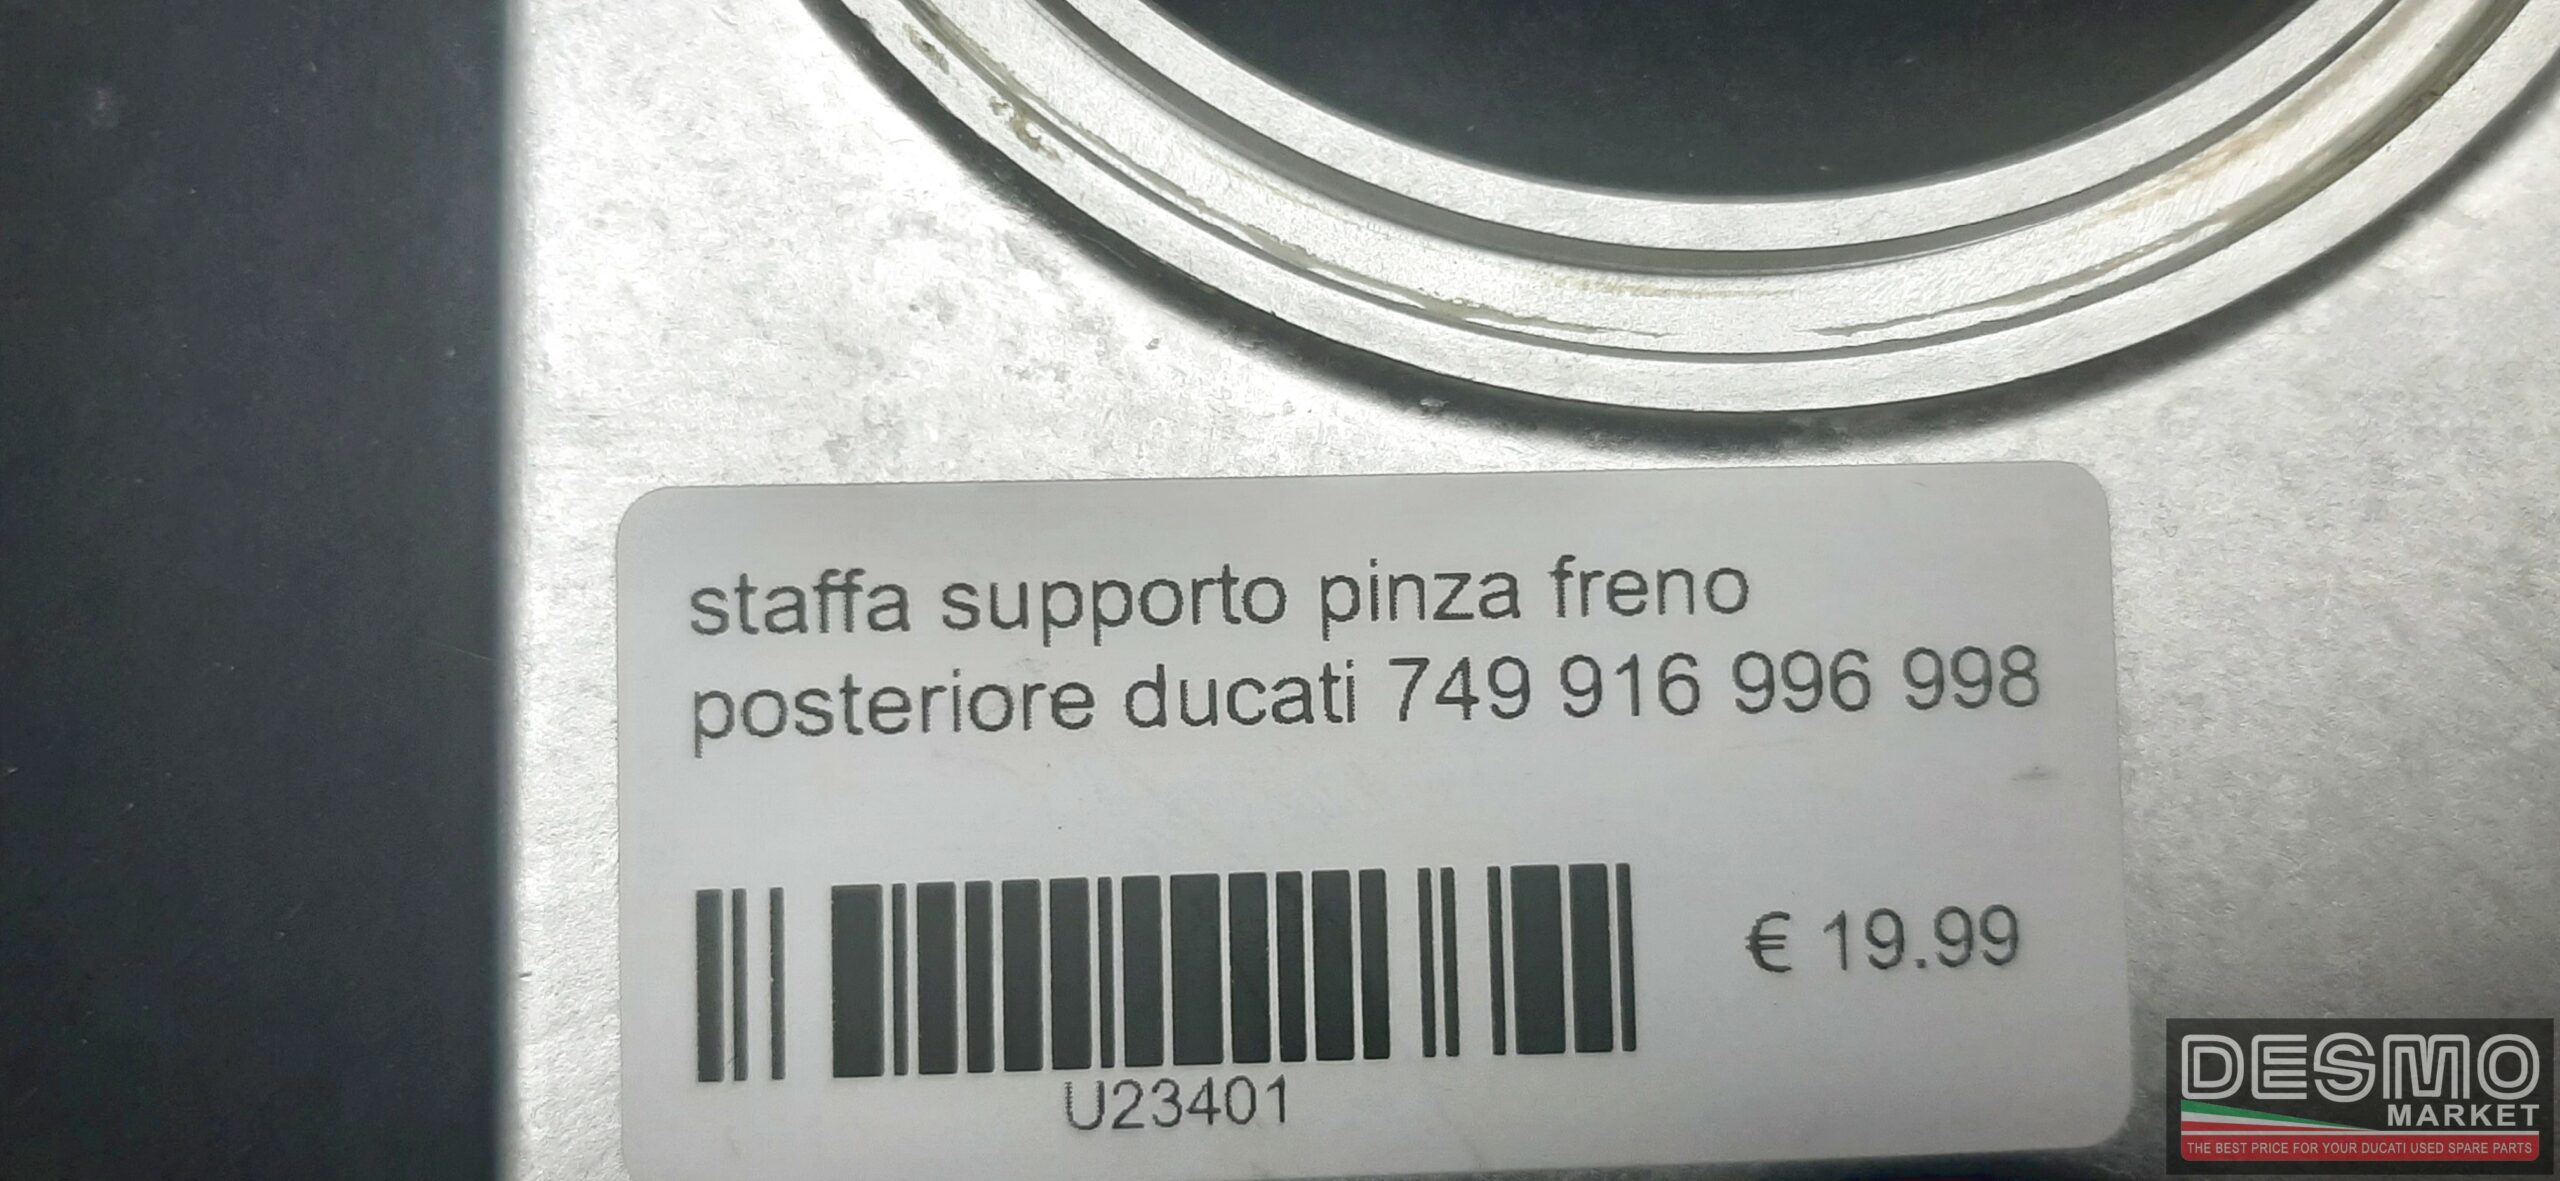 staffa supporto pinza freno
posteriore ducati 749 916 996 998
€ 19.99
U23401
DESMO
MARKET
THE BEST PRICE FOR YOUR DUCATI USED SPARE PARTS